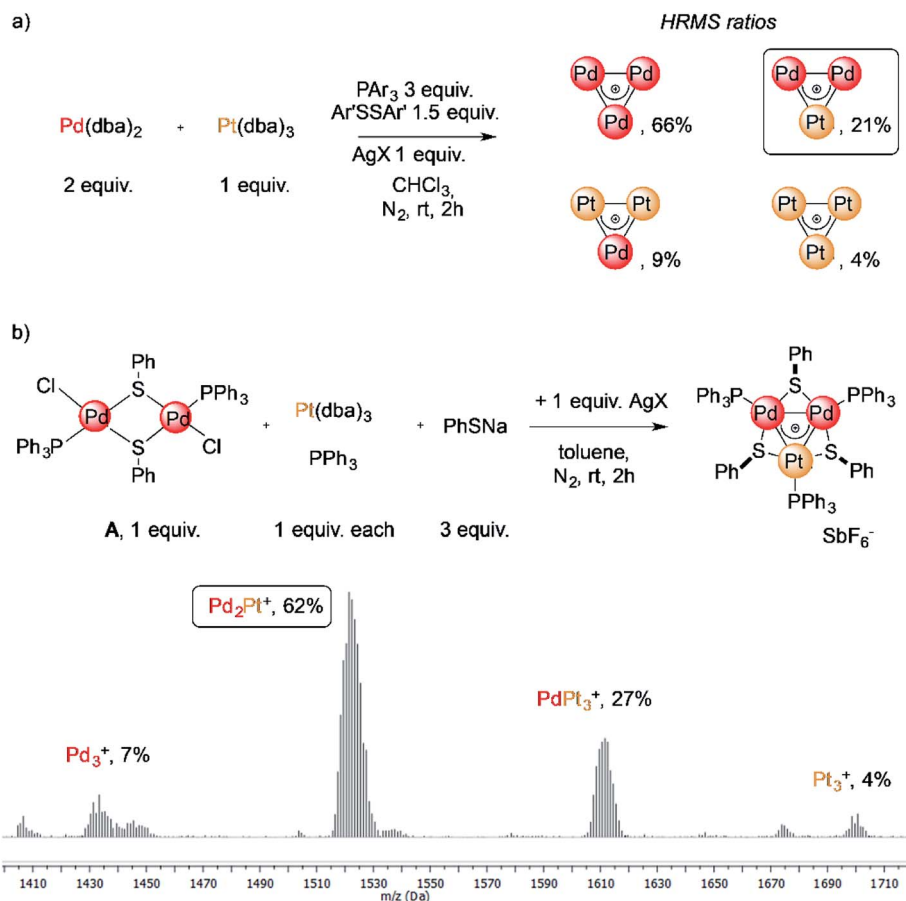 a)
HRMS ratios
Pd(dba)₂ + Pt(dba)₃
2 equiv. 1 equiv.
PAr₃ 3 equiv.
Ar'SSAr' 1.5 equiv.
AgX 1 equiv.
CHCl₃,
N₂, rt, 2h
Pd Pd
Pd , 66%
Pd Pd
Pt , 21%
Pt Pt
Pd , 9%
Pt Pt
Pt , 4%
b)
Ph
Cl S PPh₃
Pd Pd
Ph₃P S Cl
Ph
+ Pt(dba)₃ + PhSNa
PPh₃
+ 1 equiv. AgX
toluene,
N₂, rt, 2h
Ph
Ph₃P S PPh₃
Pd Pd
S Pt S
Ph Ph
PPh₃
SbF₆⁻
A, 1 equiv. 1 equiv. each 3 equiv.
Pd₂Pt⁺, 62%
PdPt₃⁺, 27%
Pd₃⁺, 7%
Pt₃⁺, 4%
1410 1430 1450 1470 1490 1510 1530 1550 1570 1590 1610 1630 1650 1670 1690 1710
m/z (Da)